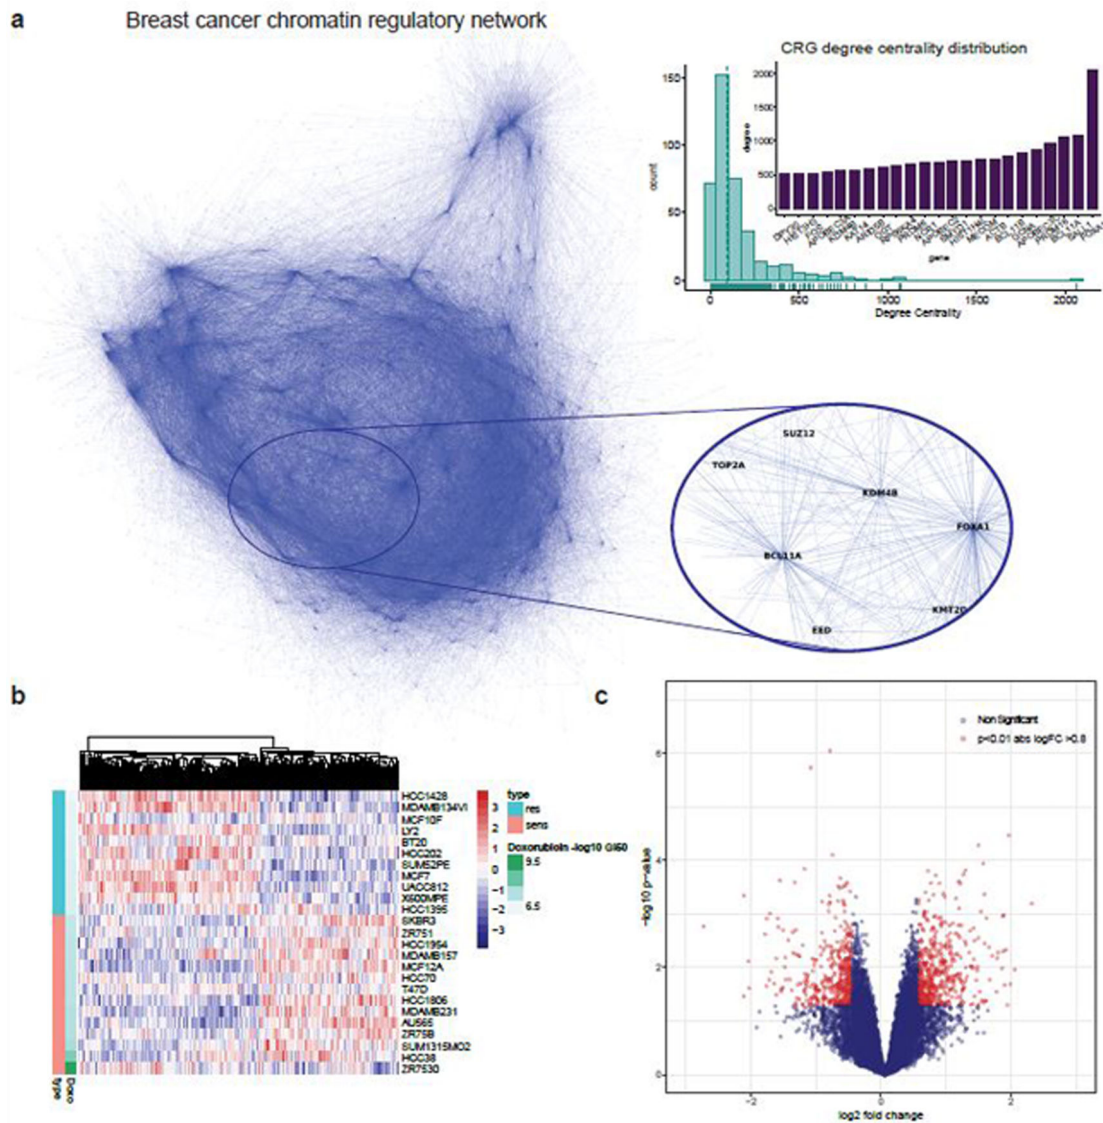 a
Breast cancer chromatin regulatory network
CRG degree centrality distribution
150
100
50
0
count
2000
1500
1000
500
0
degree
gene
0
500
1000
1500
2000
Degree Centrality
SUZ12
TOP2A
KDM4B
FOXA1
BCL11A
KMT2C
EED
b
HCC1428
MDAMB134VI
MCF10F
LY2
BT20
HCC202
SUM52PE
MCF7
UACC812
X600MPE
HCC1395
SKBR3
ZR751
HCC1954
MDAMB157
MCF12A
HCC70
T47D
HCC1806
MDAMB231
AU565
ZR75B
SUM1315MO2
HCC38
ZR7530
type
Doxo
3
2
1
0
−1
−2
−3
type
res
sens
Doxorubicin -log10 GI50
9.5
6.5
c
Non Significant
p<0.01 abs logFC >0.8
6
4
2
0
−log10 p-value
−2
0
2
log2 fold change